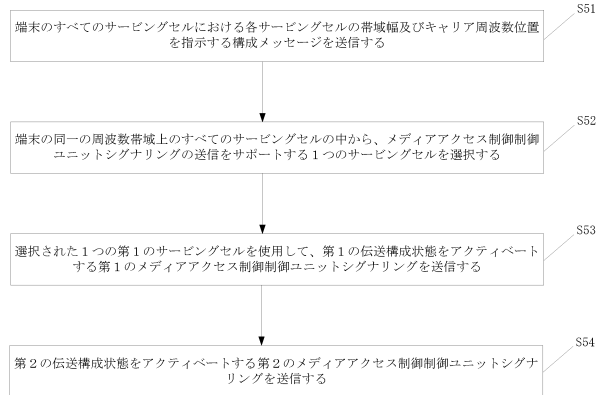 S51
端末のすべてのサービングセルにおける各サービングセルの帯域幅及びキャリア周波数位置
を指示する構成メッセージを送信する
S52
端末の同一の周波数帯域上のすべてのサービングセルの中から、メディアアクセス制御制御
ユニットシグナリングの送信をサポートする１つのサービングセルを選択する
S53
選択された１つの第１のサービングセルを使用して、第１の伝送構成状態をアクティベート
する第１のメディアアクセス制御制御ユニットシグナリングを送信する
S54
第２の伝送構成状態をアクティベートする第２のメディアアクセス制御制御ユニットシグナ
リングを送信する